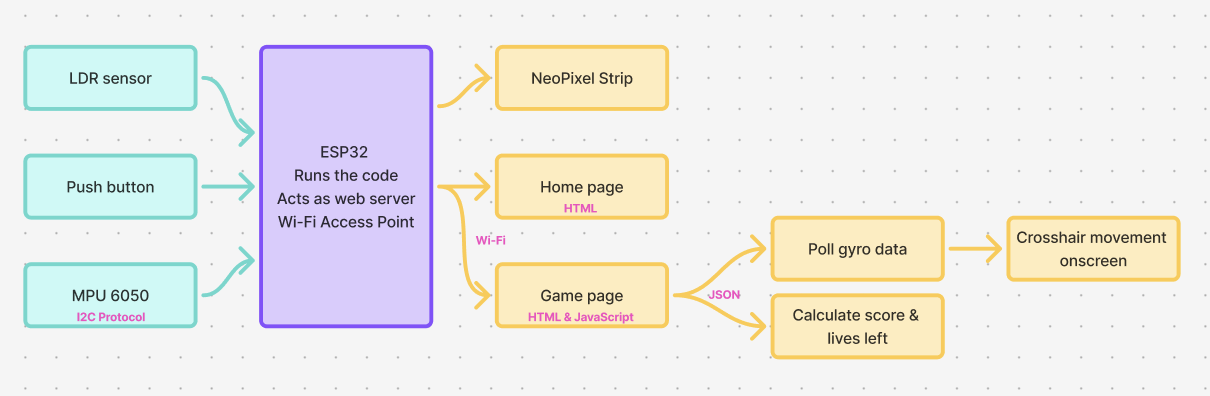 LDR sensor
Push button
MPU 6050
I2C Protocol
ESP32
Runs the code
Acts as web server
Wi-Fi Access Point
NeoPixel Strip
Home page
HTML
Wi-Fi
Game page
HTML & JavaScript
JSON
Poll gyro data
Calculate score &
lives left
Crosshair movement
onscreen